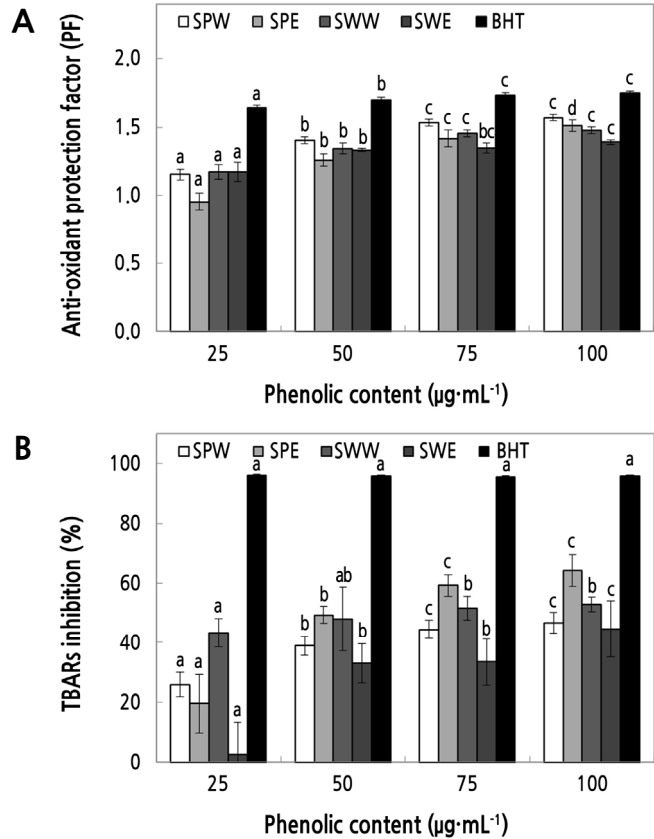 A
SPW SPE SWW SWE BHT
Anti-oxidant protection factor (PF)
2.0
1.5
1.0
0.5
0.0
a a a a a
b b b b b
c c c bc c
c d c c c
25 50 75 100
Phenolic content (µg·mL-1)
B
SPW SPE SWW SWE BHT
TBARs inhibition (%)
100
80
60
40
20
0
a a a a a
b b ab b a
c c b b a
c c b c a
25 50 75 100
Phenolic content (µg·mL-1)